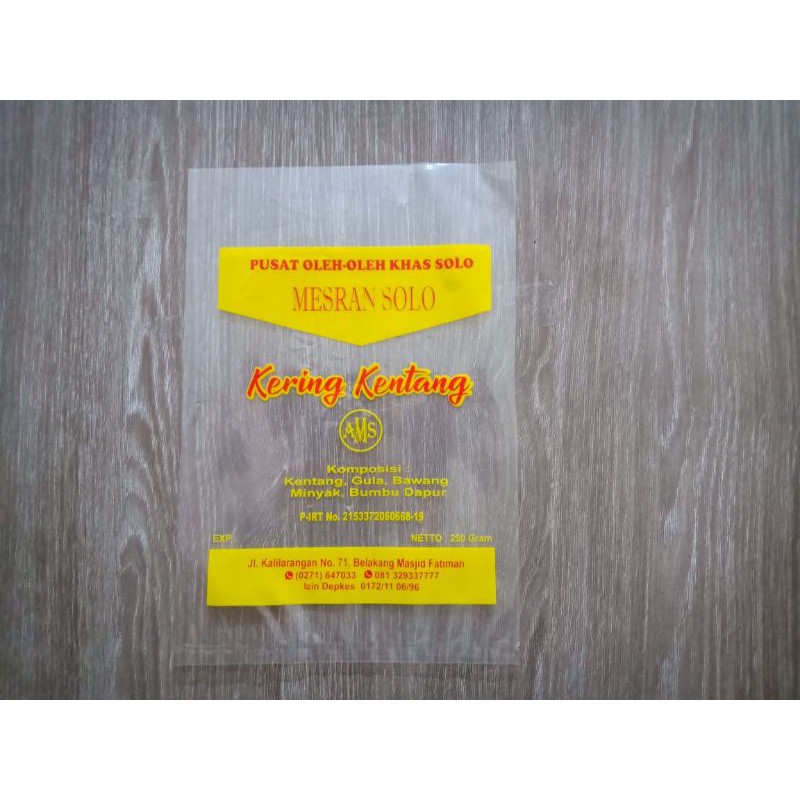 PUSAT OLEH-OLEH KHAS SOLO
MESRAN SOLO
Kering Kentang
AMS
Komposisi :
Kentang, Gula, Bawang
Minyak, Bumbu Dapur
P-IRT No. 2153372060668-19
EXP
NETTO 250 Gram
Jl. Kalilarangan No. 71. Belakang Masjid Fatimah
(0271) 647033 081 329337777
Izin Depkes 0172/11 06/96